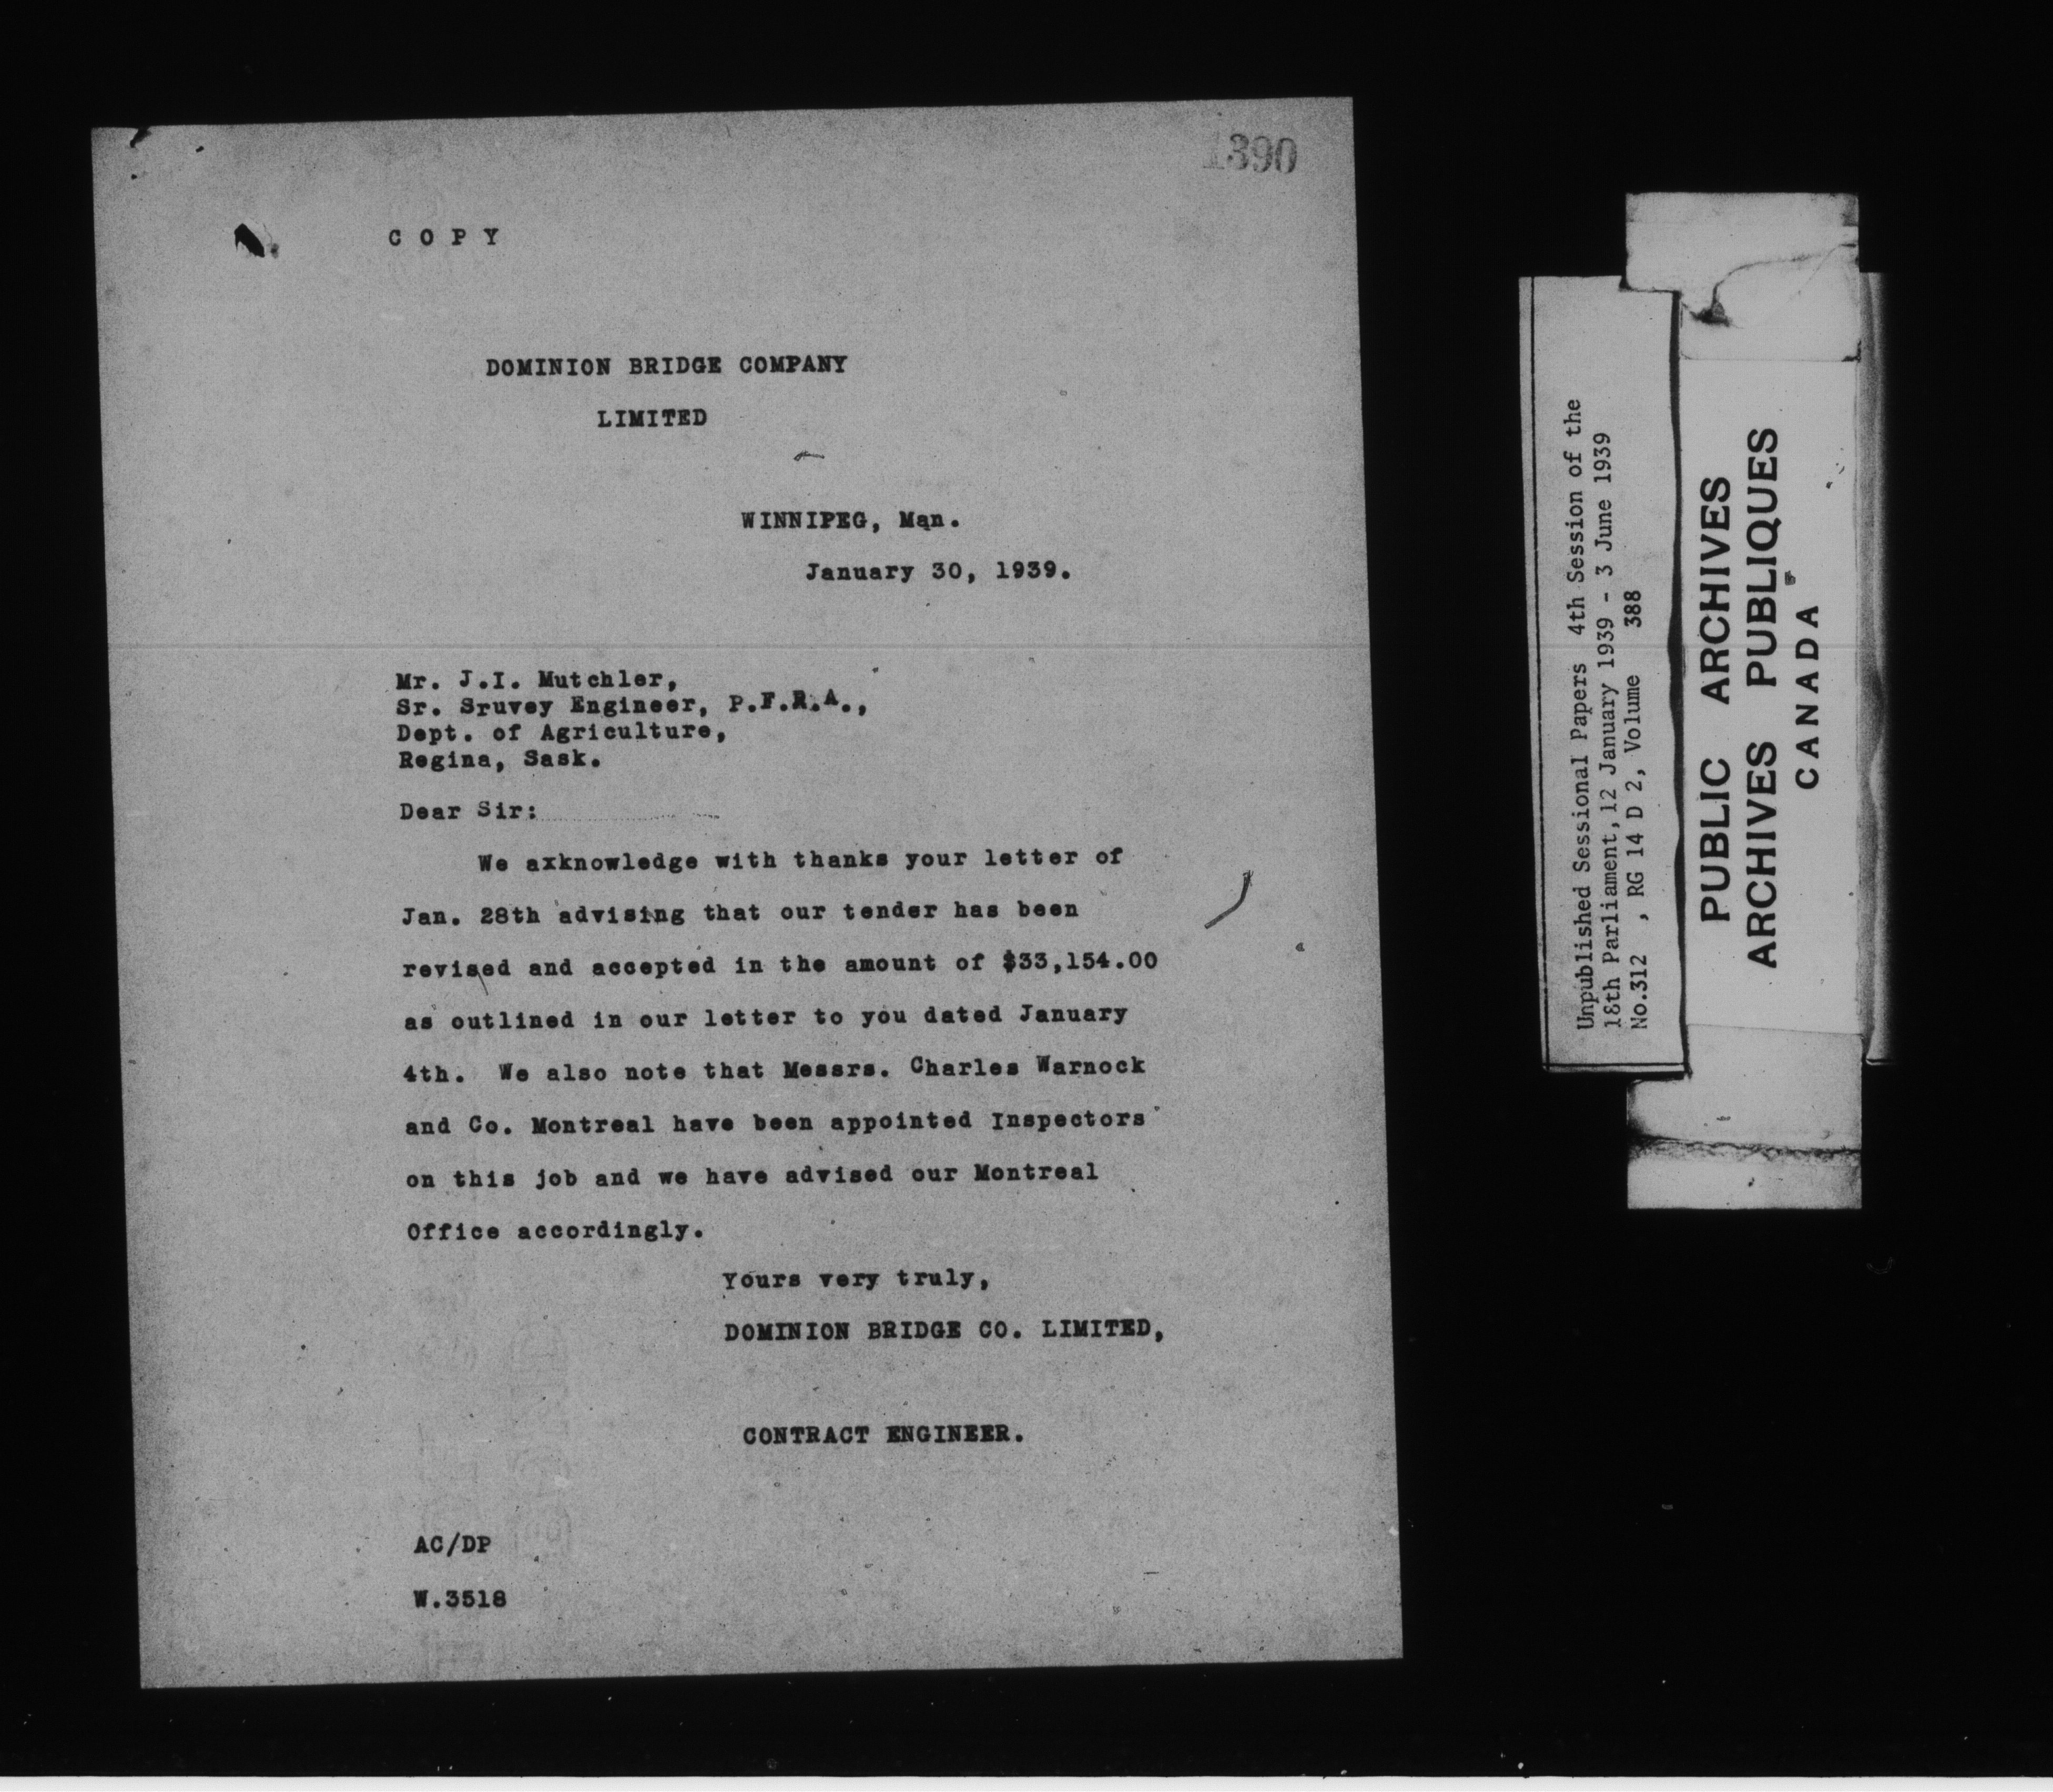 1390
C O P Y
DOMINION BRIDGE COMPANY
LIMITED
WINNIPEG, Man.
January 30, 1939.
Mr. J.I. Mutchler,
Sr. Sruvey Engineer, P.F.R.A.,
Dept. of Agriculture,
Regina, Sask.
Dear Sir:
We axknowledge with thanks your letter of
Jan. 28th advising that our tender has been
revised and accepted in the amount of $33,154.00
as outlined in our letter to you dated January
4th. We also note that Messrs. Charles Warnock
and Co. Montreal have been appointed Inspectors
on this job and we have advised our Montreal
Office accordingly.
Yours very truly,
DOMINION BRIDGE CO. LIMITED,
CONTRACT ENGINEER.
AC/DP
W.3518
Unpublished Sessional Papers 4th Session of the
18th Parliament, 12 January 1939 - 3 June 1939
No.312 , RG 14 D 2, Volume 388
PUBLIC ARCHIVES
ARCHIVES PUBLIQUES
CANADA